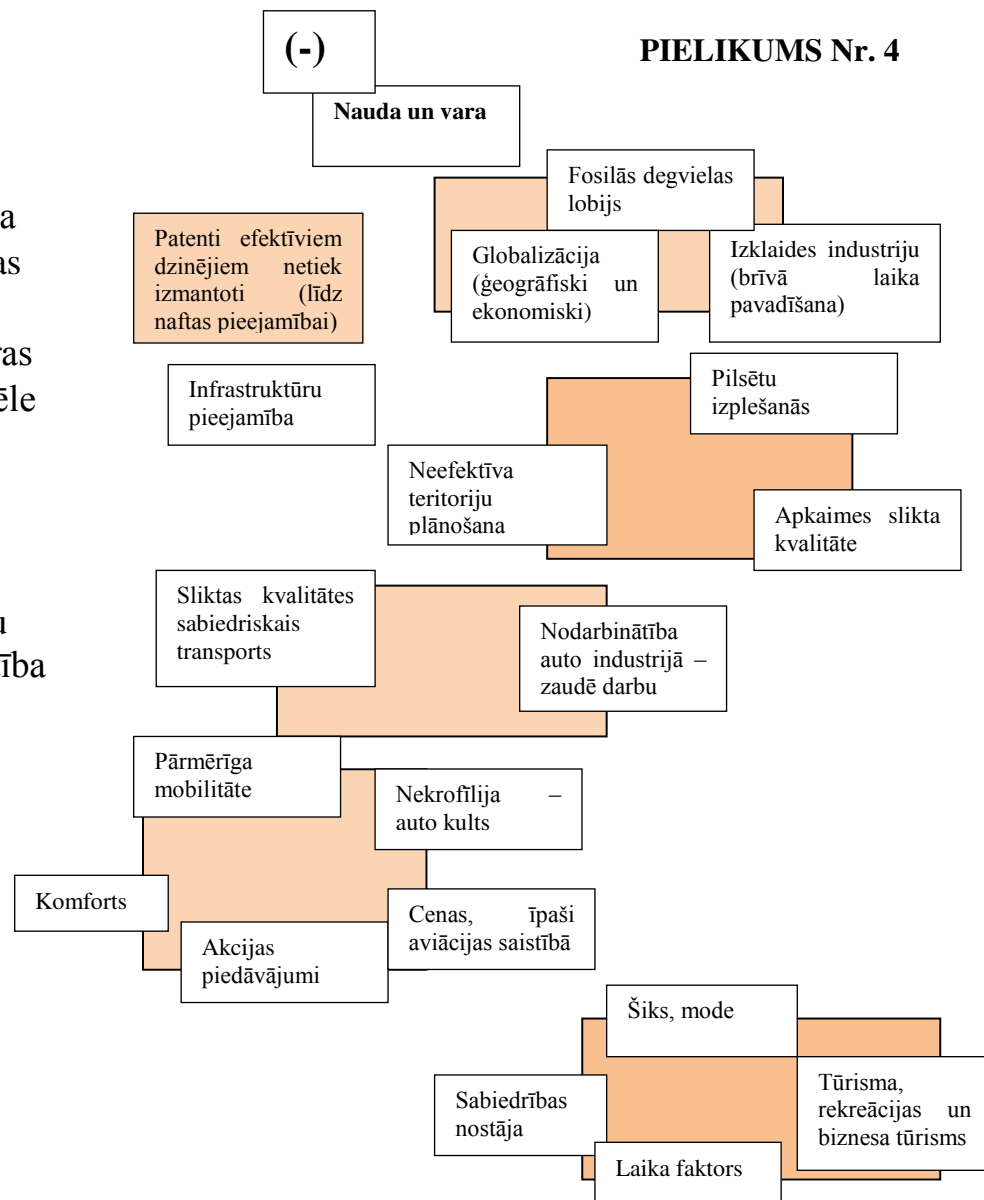 (-)
PIELIKUMS Nr. 4
Nauda un vara
Fosilās degvielas
lobijs
Patenti efektīviem
dzinējiem netiek
izmantoti (līdz
naftas pieejamībai)
Globalizācija
(ģeogrāfiski un
ekonomiski)
Izklaides industriju
(brīvā laika
pavadīšana)
Infrastruktūru
pieejamība
Pilsētu
izplešanās
Neefektīva
teritoriju
plānošana
Apkaimes slikta
kvalitāte
Sliktas kvalitātes
sabiedriskais
transports
Nodarbinātība
auto industrijā –
zaudē darbu
Pārmērīga
mobilitāte
Nekrofīlija –
auto kults
Komforts
Cenas, īpaši
aviācijas saistībā
Akcijas
piedāvājumi
Šiks, mode
Sabiedrības
nostāja
Tūrisma,
rekreācijas un
biznesa tūrisms
Laika faktors